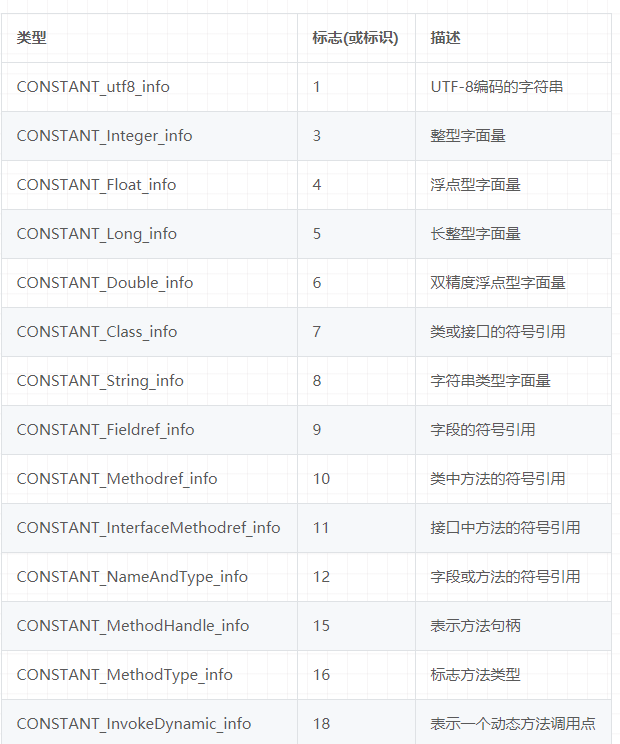 类型 标志(或标识) 描述
CONSTANT_utf8_info 1 UTF-8编码的字符串
CONSTANT_Integer_info 3 整型字面量
CONSTANT_Float_info 4 浮点型字面量
CONSTANT_Long_info 5 长整型字面量
CONSTANT_Double_info 6 双精度浮点型字面量
CONSTANT_Class_info 7 类或接口的符号引用
CONSTANT_String_info 8 字符串类型字面量
CONSTANT_Fieldref_info 9 字段的符号引用
CONSTANT_Methodref_info 10 类中方法的符号引用
CONSTANT_InterfaceMethodref_info 11 接口中方法的符号引用
CONSTANT_NameAndType_info 12 字段或方法的符号引用
CONSTANT_MethodHandle_info 15 表示方法句柄
CONSTANT_MethodType_info 16 标志方法类型
CONSTANT_InvokeDynamic_info 18 表示一个动态方法调用点